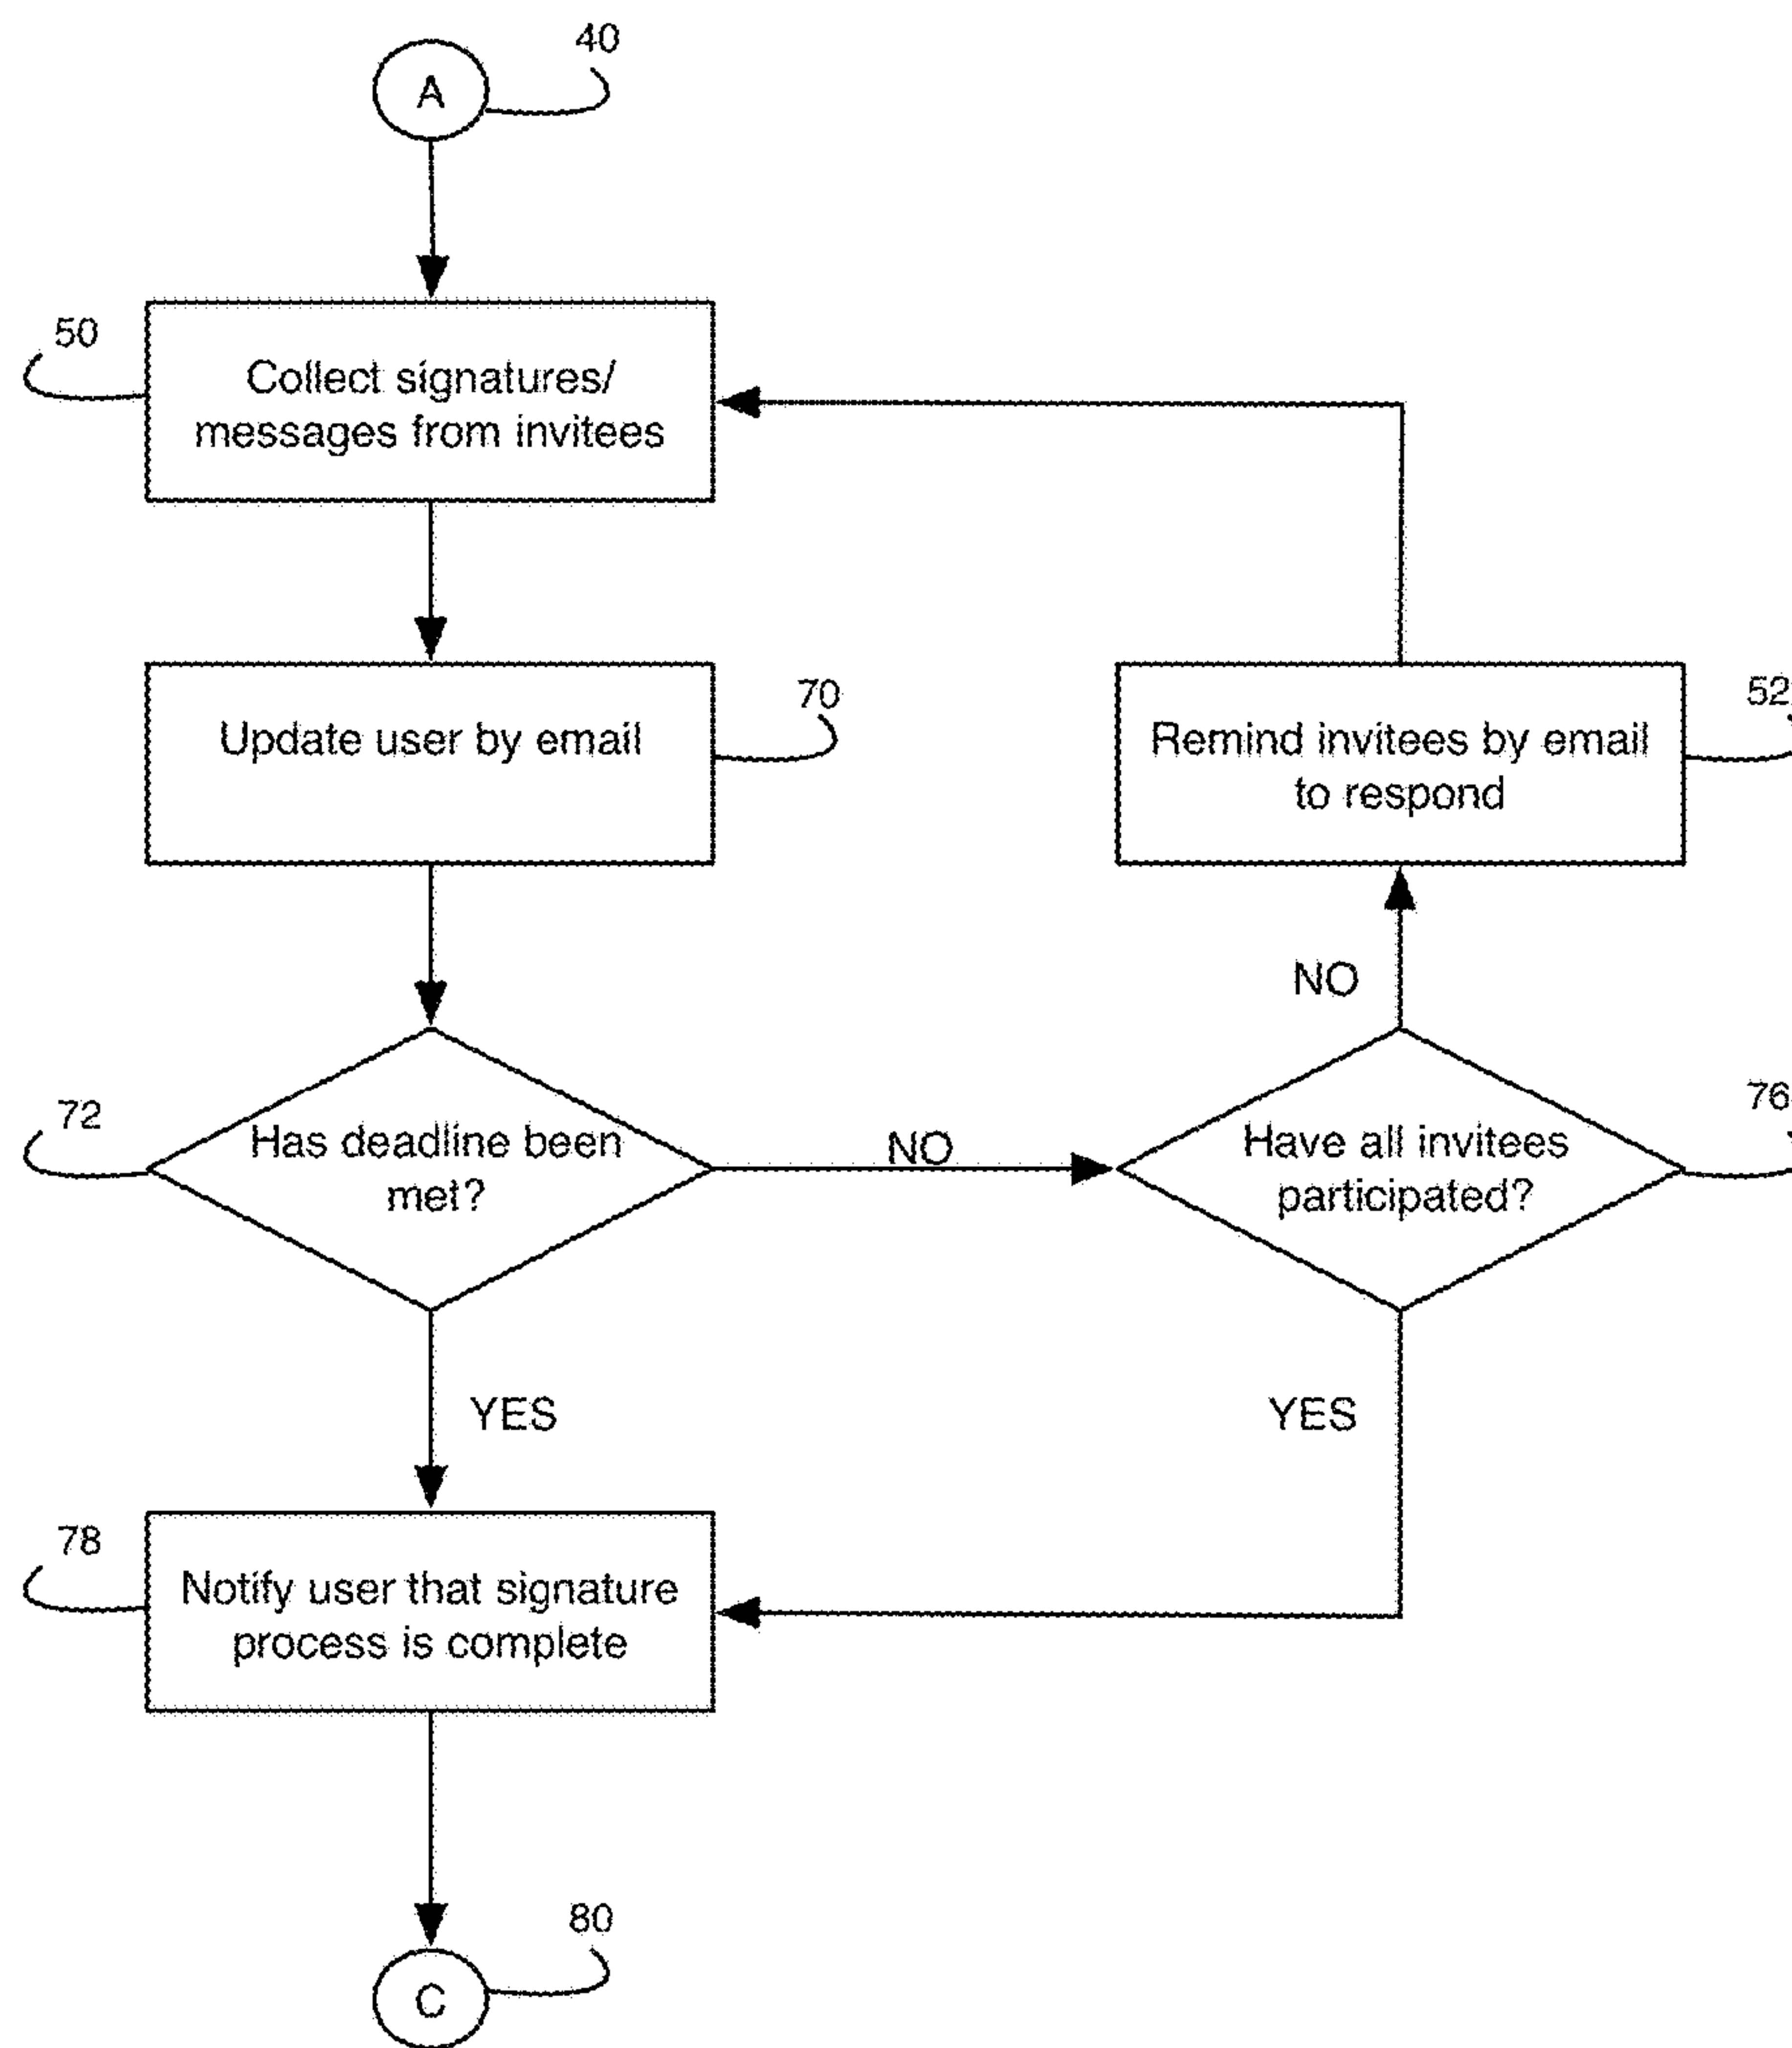 40
A
50
Collect signatures/
messages from invitees
70
Update user by email
52
Remind invitees by email
to respond
NO
72
Has deadline been
met?
NO
76
Have all invitees
participated?
YES
YES
78
Notify user that signature
process is complete
80
C